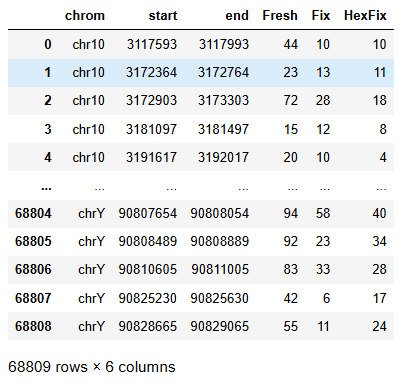 chrom start end Fresh Fix HexFix
0 chr10 3117593 3117993 44 10 10
1 chr10 3172364 3172764 23 13 11
2 chr10 3172903 3173303 72 28 18
3 chr10 3181097 3181497 15 12 8
4 chr10 3191617 3192017 20 10 4
... ... ... ... ... ... ...
68804 chrY 90807654 90808054 94 58 40
68805 chrY 90808489 90808889 92 23 34
68806 chrY 90810605 90811005 83 33 28
68807 chrY 90825230 90825630 42 6 17
68808 chrY 90828665 90829065 55 11 24
68809 rows × 6 columns